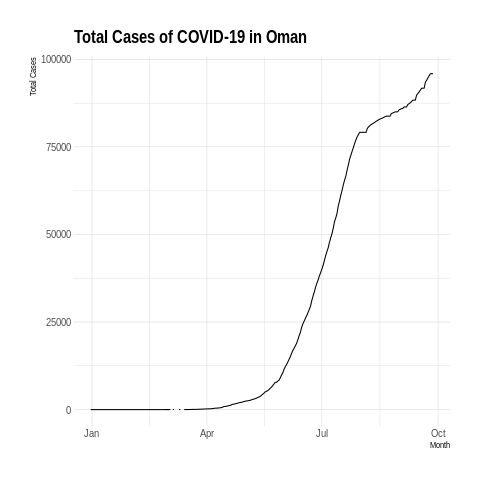 Total Cases of COVID-19 in Oman
Total Cases
100000
75000
50000
25000
0
Jan Apr Jul Oct
Month